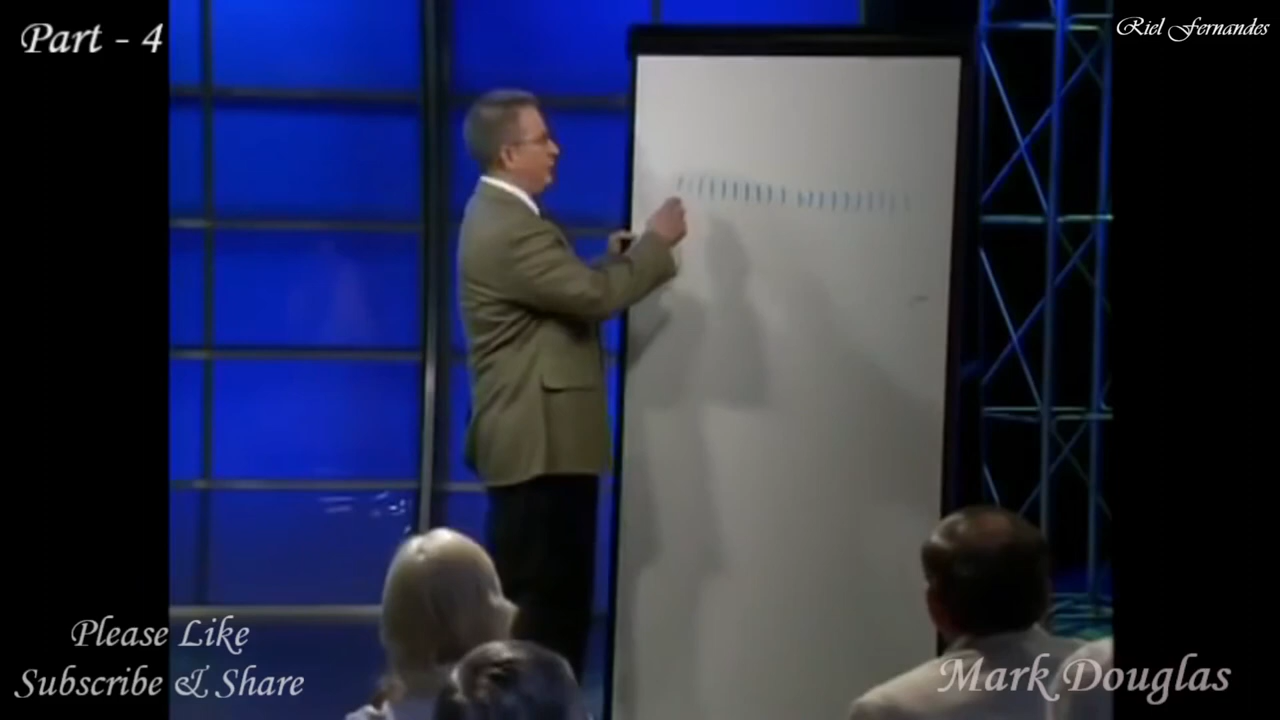 Part - 4
Riel Fernandes
Please Like
Subscribe & Share
Mark Douglas